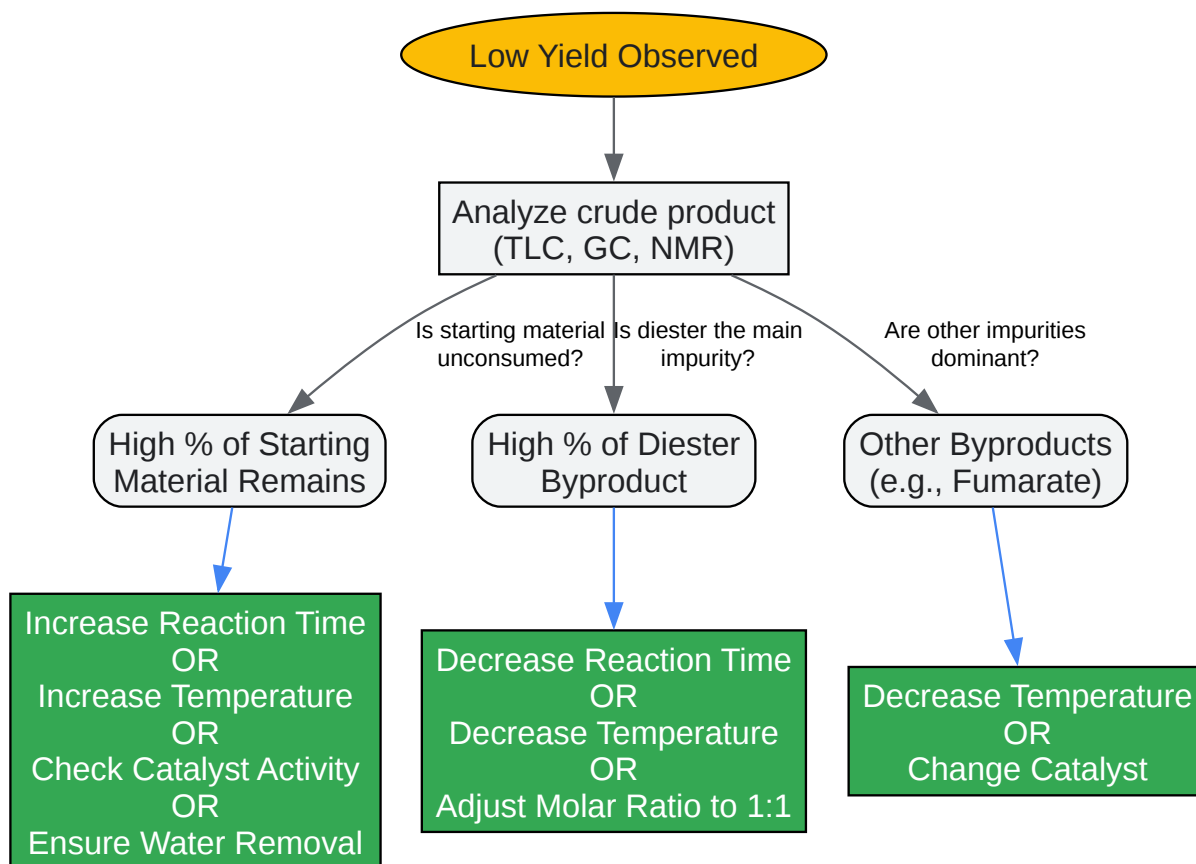 Low Yield Observed
Analyze crude product
(TLC, GC, NMR)
Is starting material
unconsumed?
Is diester the main
impurity?
Are other impurities
dominant?
High % of Starting
Material Remains
High % of Diester
Byproduct
Other Byproducts
(e.g., Fumarate)
Increase Reaction Time
OR
Increase Temperature
OR
Check Catalyst Activity
OR
Ensure Water Removal
Decrease Reaction Time
OR
Decrease Temperature
OR
Adjust Molar Ratio to 1:1
Decrease Temperature
OR
Change Catalyst